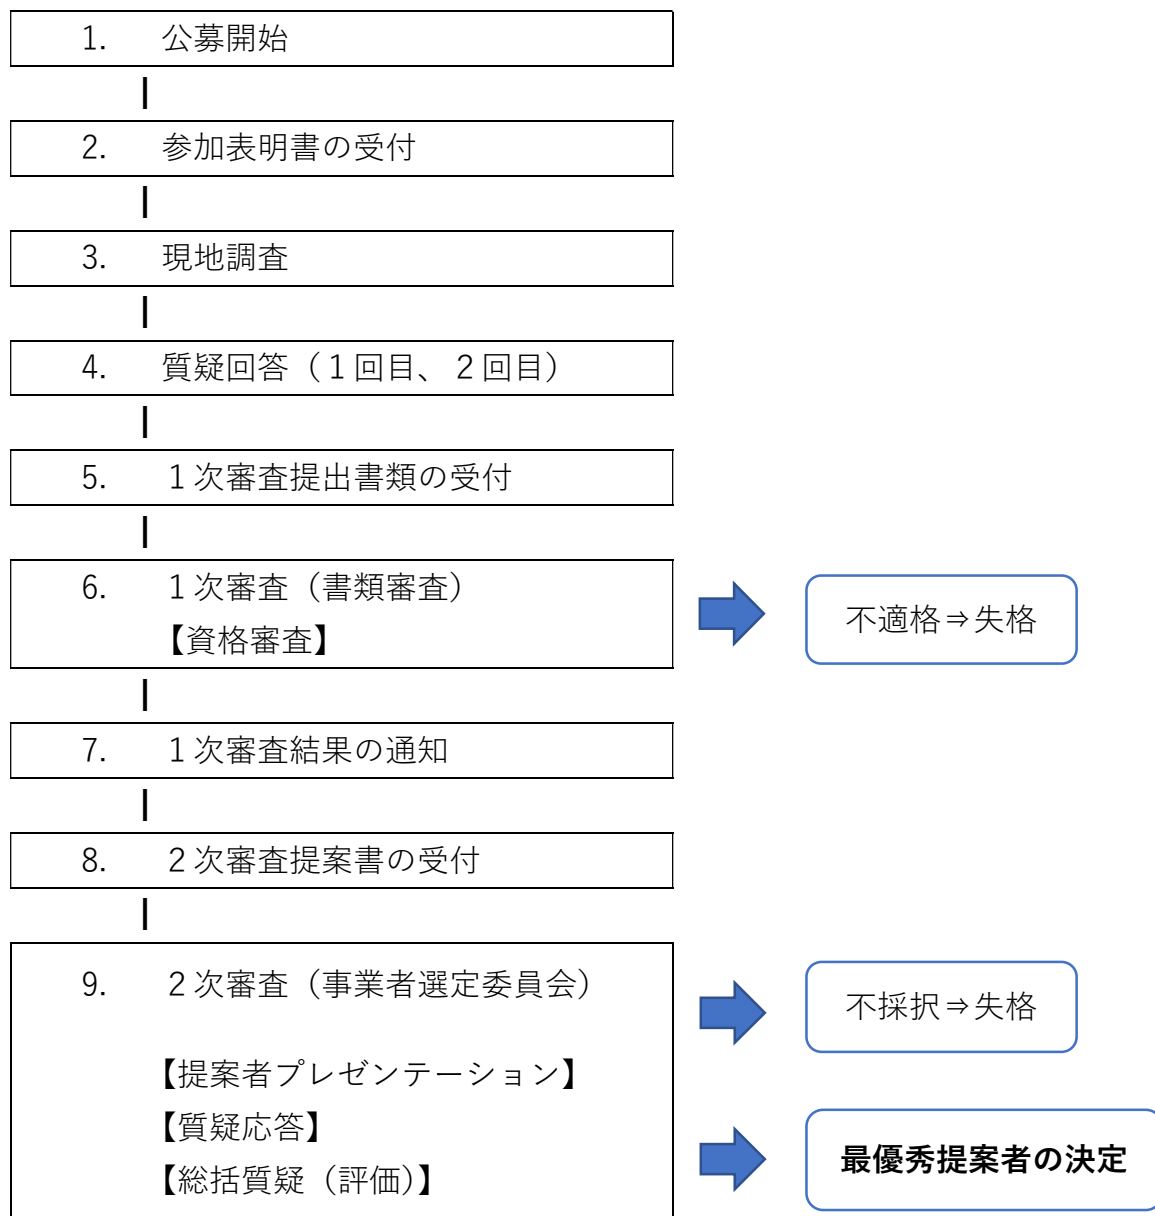 1. 公募開始
2. 参加表明書の受付
3. 現地調査
4. 質疑回答（１回目、２回目）
5. １次審査提出書類の受付
6. １次審査（書類審査）
【資格審査】
不適格⇒失格
7. １次審査結果の通知
8. ２次審査提案書の受付
9. ２次審査（事業者選定委員会）
不採択⇒失格
【提案者プレゼンテーション】
【質疑応答】
【総括質疑（評価）】
最優秀提案者の決定